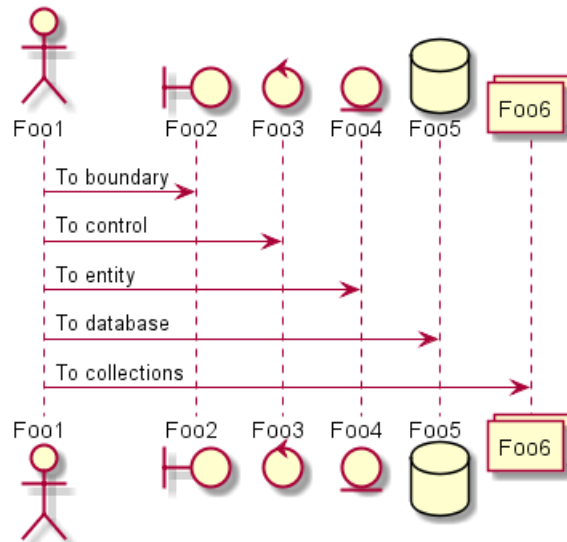 Foo1 Foo2 Foo3 Foo4 Foo5 Foo6
To boundary
To control
To entity
To database
To collections
Foo1 Foo2 Foo3 Foo4 Foo5 Foo6